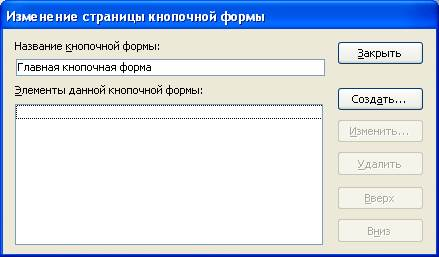 Изменение страницы кнопочной формы
Название кнопочной формы:
Закрыть
Главная кнопочная форма
Элементы данной кнопочной формы:
Создать...
Изменить...
Удалить
Вверх
Вниз